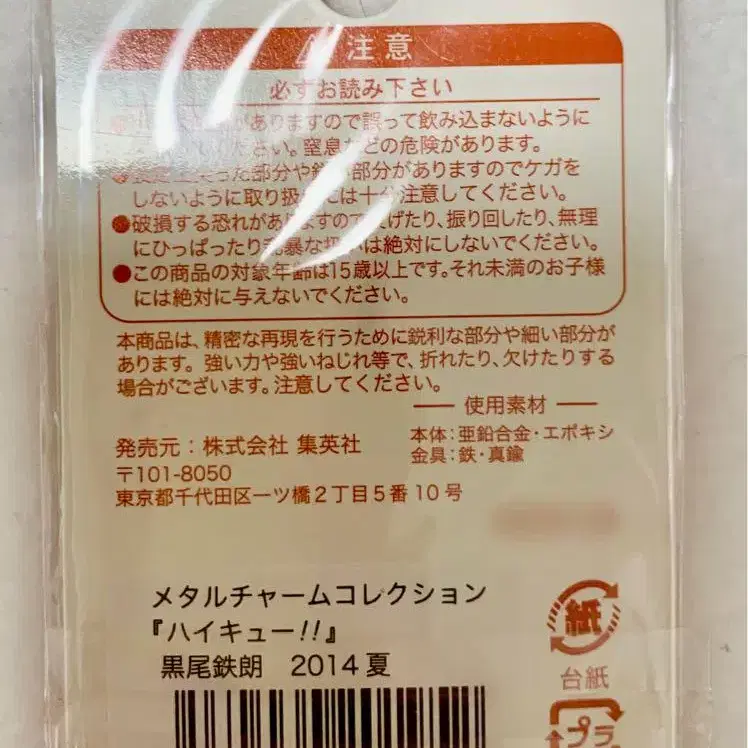 注意
必ずお読み下さい
がありますので誤って飲み込まないように
ください。窒息などの危険があります。
部分や鋭い部分がありますのでケガを
しないように取り扱いには十分注意してください。
●破損する恐れがありますので投げたり、振り回したり、無理
にひっぱったり乱暴な扱いは絶対にしないでください。
●この商品の対象年齢は15歳以上です。それ未満のお子様
には絶対に与えないでください。
本商品は、精密な再現を行うために鋭利な部分や細い部分が
あります。強い力や強いねじれ等で、折れたり、欠けたりする
場合がございます。注意してください。
使用素材
本体:亜鉛合金・エポキシ
金具:鉄・真鍮
発売元:株式会社 集英社
〒101-8050
東京都千代田区一ツ橋2丁目5番10号
メタルチャームコレクション
『ハイキュー!!』
黒尾鉄朗 2014夏
紙
台紙
プラ